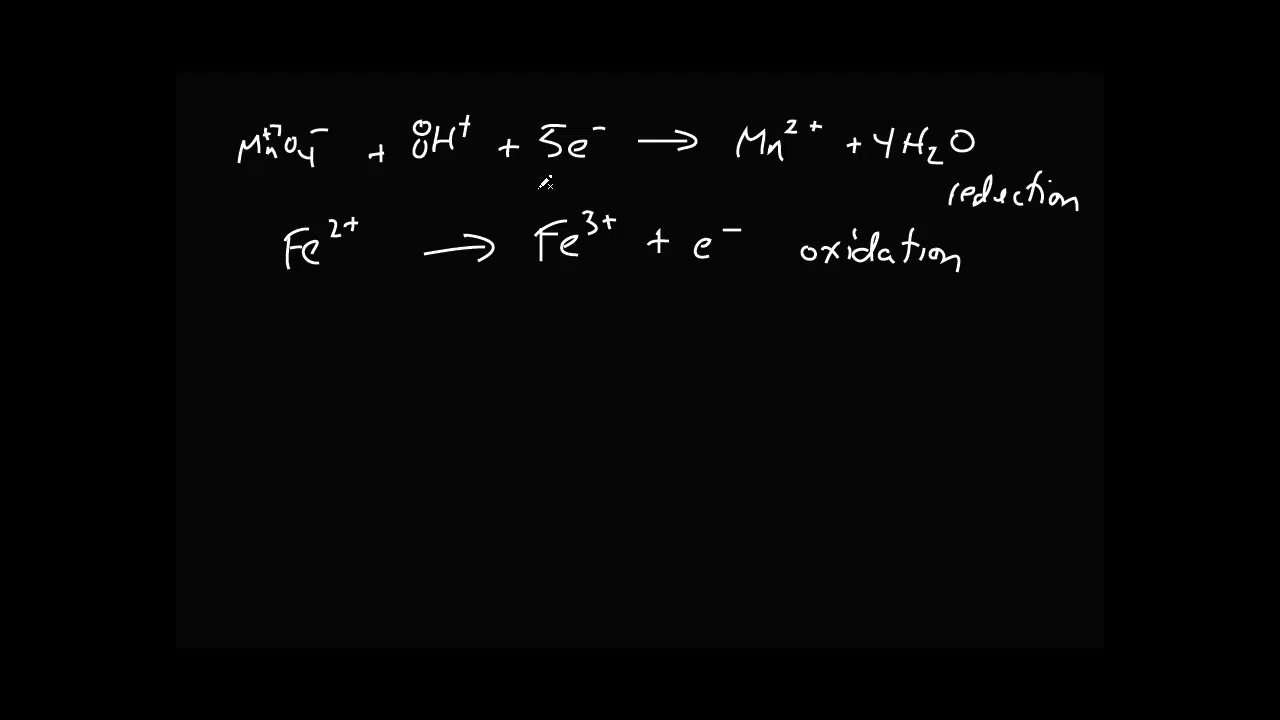 Mn⁺⁷O₄⁻ + 8H⁺ + 5e⁻ → Mn²⁺ + 4H₂O
reduction
Fe²⁺ → Fe³⁺ + e⁻ oxidation